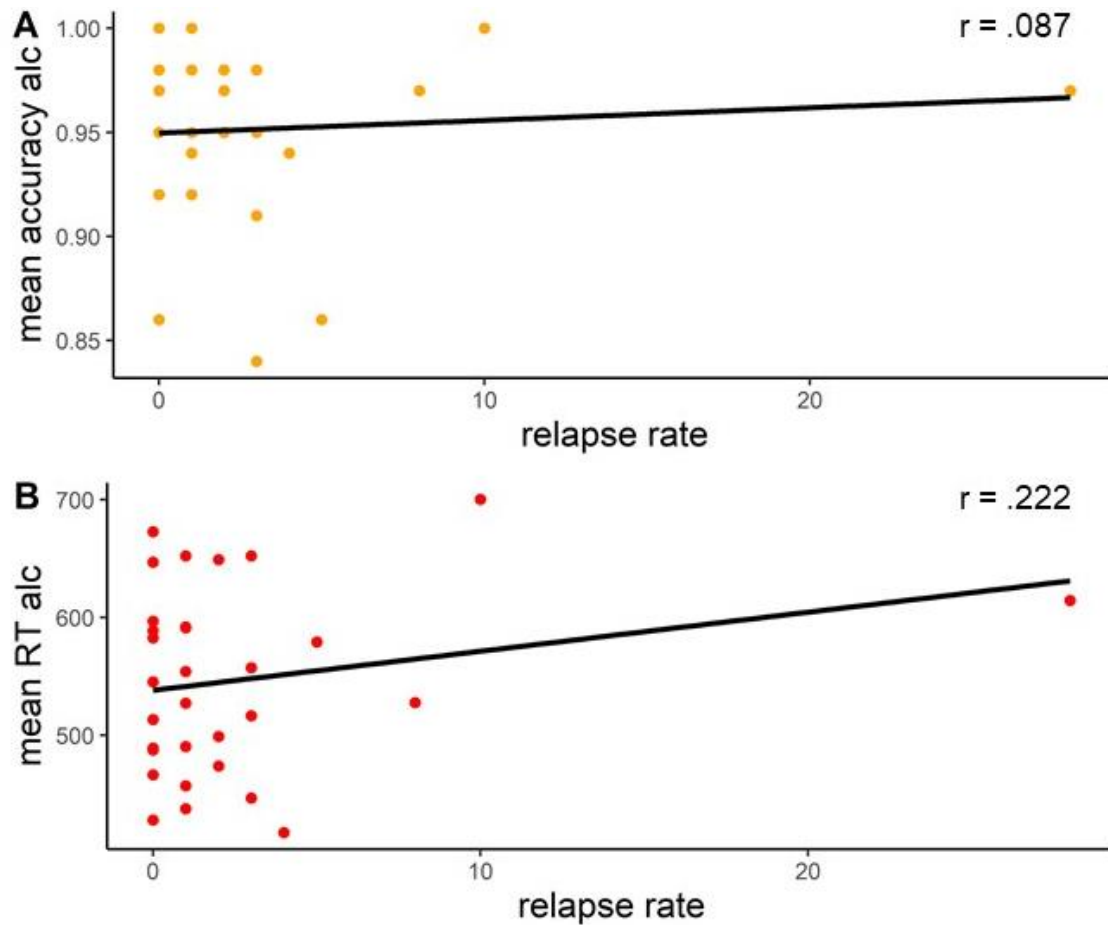 A
r = .087
mean accuracy alc
1.00
0.95
0.90
0.85
0 10 20
relapse rate
B
r = .222
mean RT alc
700
600
500
0 10 20
relapse rate